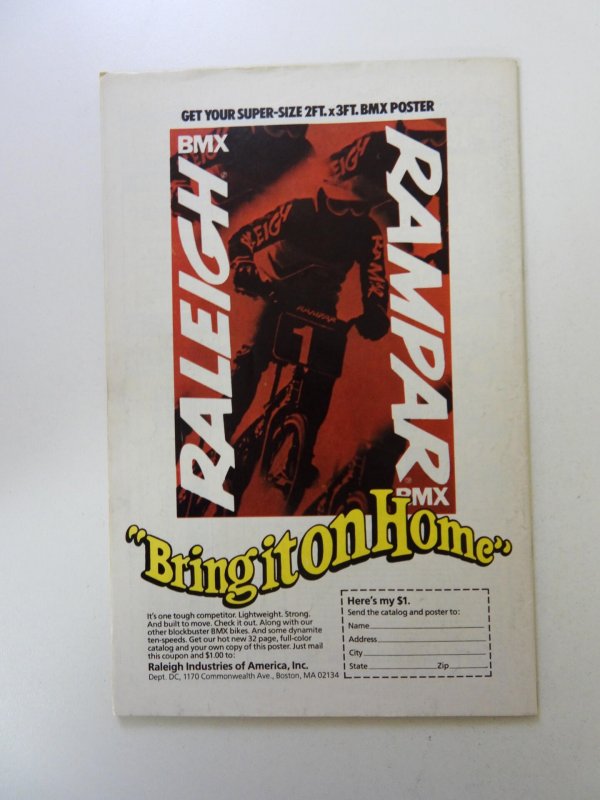 GET YOUR SUPER-SIZE 2FT. x 3FT. BMX POSTER
BMX
RALEIGH
RAMPAR
BMX
RALEIGH
RAMPAR
1
"Bring it on Home"
It's one tough competitor. Lightweight. Strong.
And built to move. Check it out. Along with our
other blockbuster BMX bikes. And some dynamite
ten-speeds. Get our hot new 32 page, full-color
catalog and your own copy of this poster. Just mail
this coupon and $1.00 to:
Raleigh Industries of America, Inc.
Dept. DC, 1170 Commonwealth Ave., Boston, MA 02134
Here's my $1.
Send the catalog and poster to:
Name
Address
City
State Zip